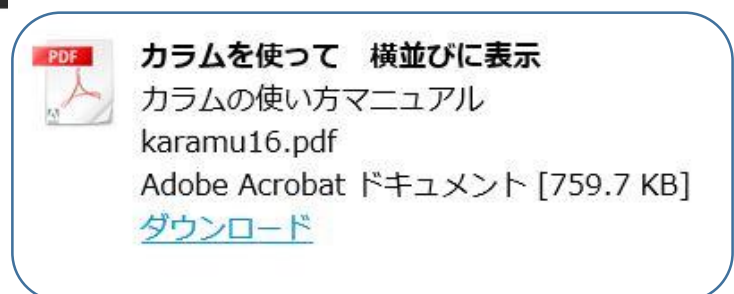 PDF
カラムを使って　横並びに表示
カラムの使い方マニュアル
karamu16.pdf
Adobe Acrobat ドキュメント [759.7 KB]
ダウンロード